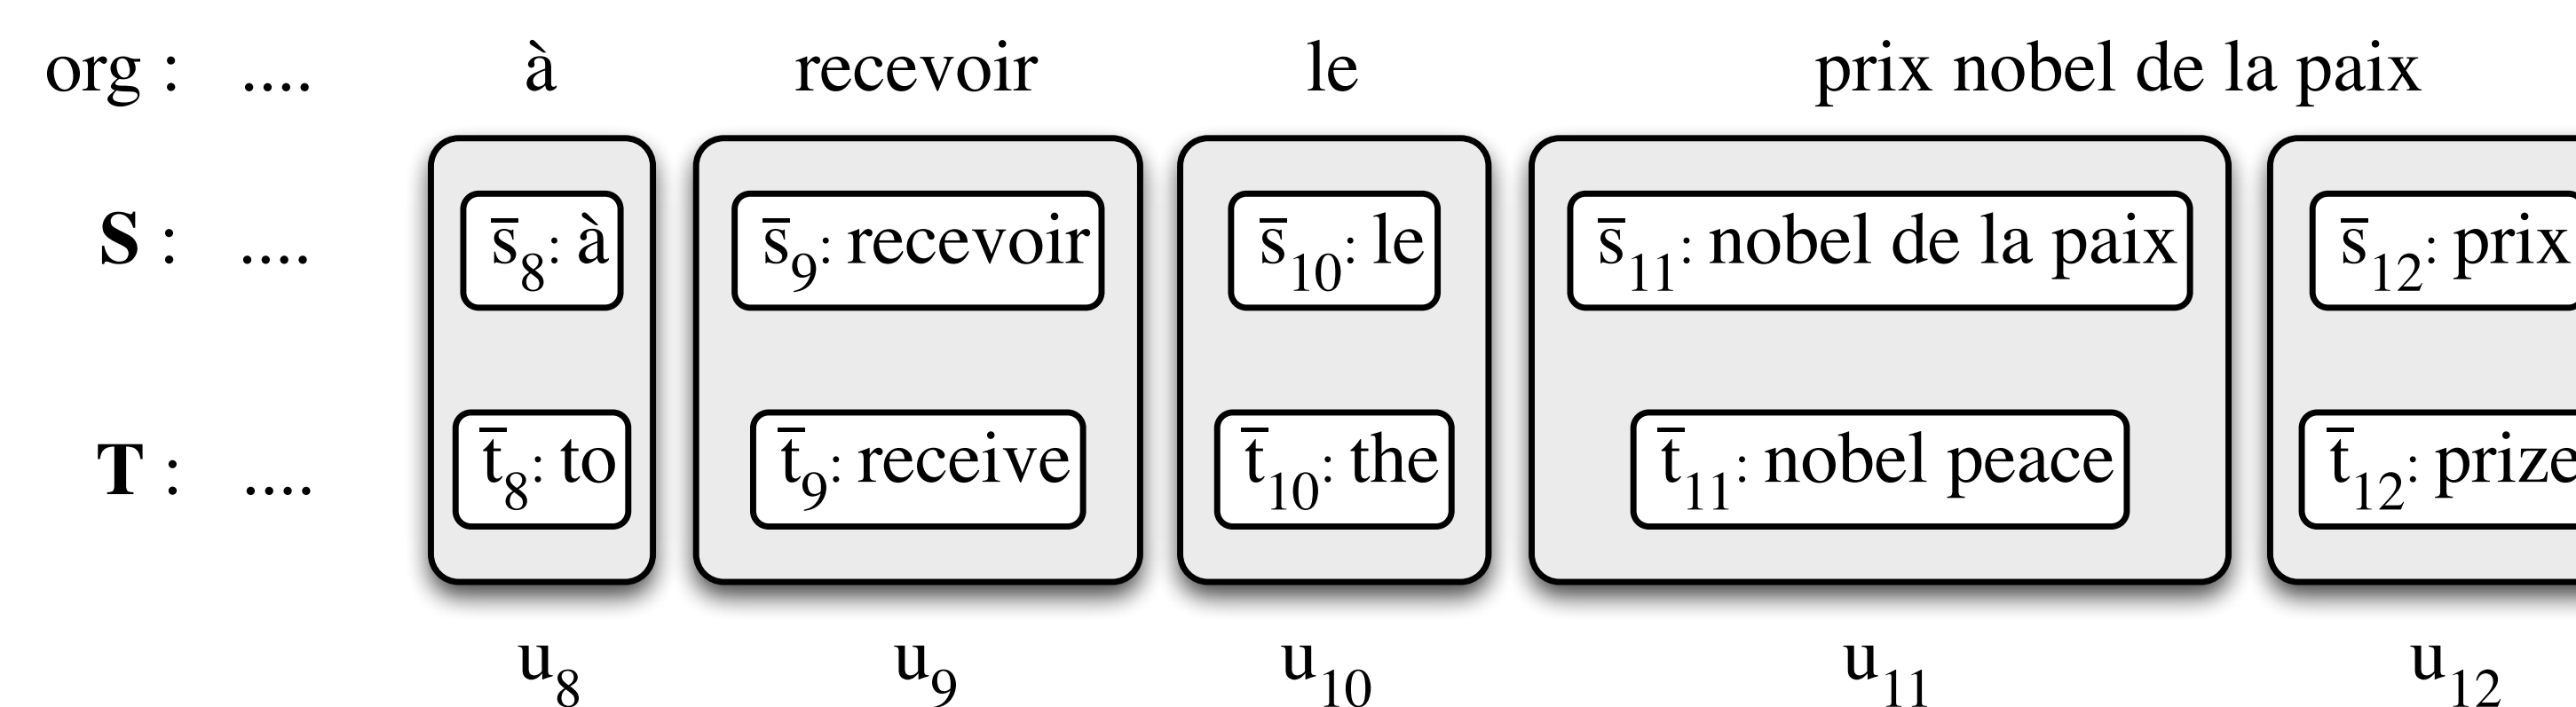 org : .... à recevoir le prix nobel de la paix
S : .... s̅8: à s̅9: recevoir s̅10: le s̅11: nobel de la paix s̅12: prix
T : .... t̅8: to t̅9: receive t̅10: the t̅11: nobel peace t̅12: prize
u8 u9 u10 u11 u12